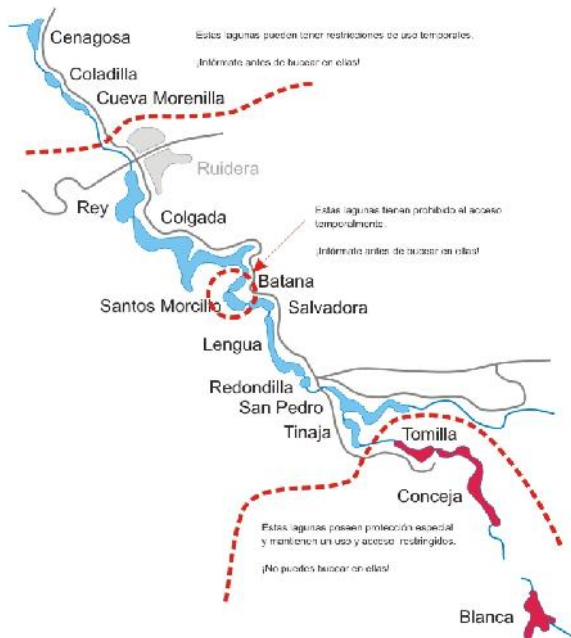 Cenagosa
Estas lagunas pueden tener restricciones de uso temporales.
¡Infórmate antes de bucear en ellas!
Coladilla
Cueva Morenilla
Ruidera
Rey
Colgada
Estas lagunas tienen prohibido el acceso
temporalmente.
¡Infórmate antes de bucear en ellas!
Batana
Santos Morcillo
Salvadora
Lengua
Redondilla
San Pedro
Tinaja
Tomilla
Conceja
Estas lagunas poseen protección especial
y mantienen un uso y acceso restringidos.
¡No puedes bucear en ellas!
Blanca